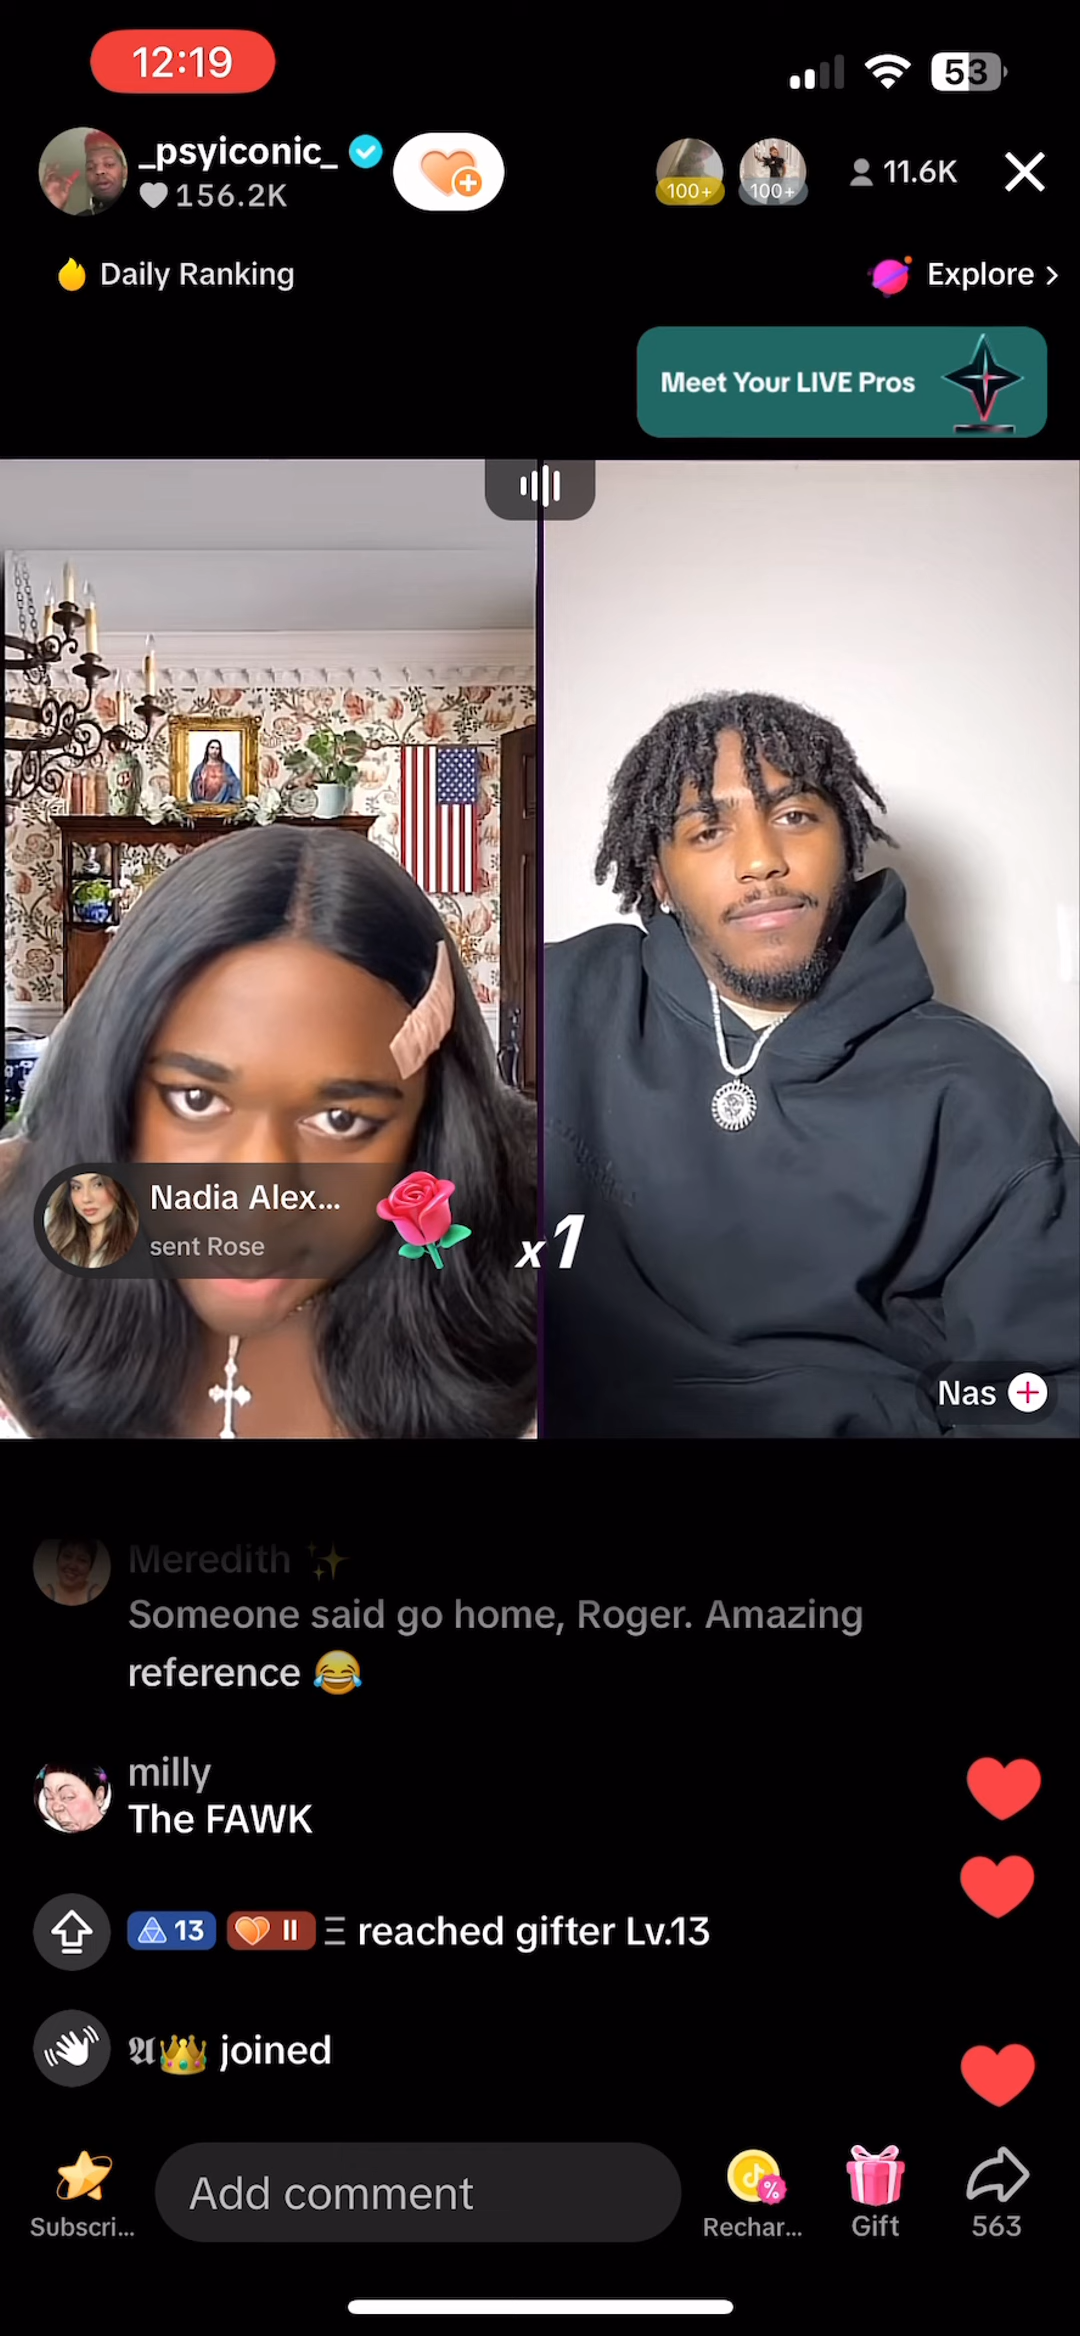 12:19
53
_psyiconic_
156.2K
100+
100+
11.6K
Daily Ranking
Explore
Meet Your LIVE Pros
Nadia Alex...
sent Rose
x1
Nas
Meredith ✨
Someone said go home, Roger. Amazing
reference 😂
milly
The FAWK
13 II Ξ reached gifter Lv.13
𝕬👑 joined
Subscri...
Add comment
Rechar...
Gift
563